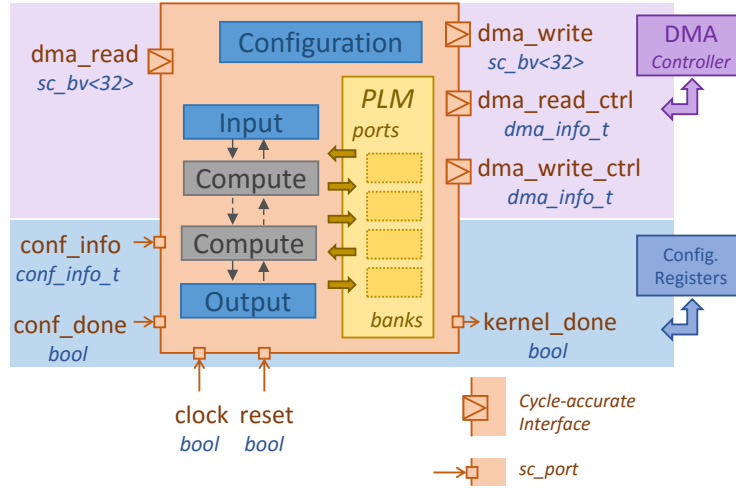 dma_read
sc_bv<32>
Configuration
dma_write
sc_bv<32>
DMA
Controller
PLM
ports
dma_read_ctrl
dma_info_t
Input
Compute
dma_write_ctrl
dma_info_t
Compute
conf_info
conf_info_t
Config.
Registers
Output
conf_done
bool
banks
kernel_done
bool
clock
bool
reset
bool
Cycle-accurate
Interface
sc_port